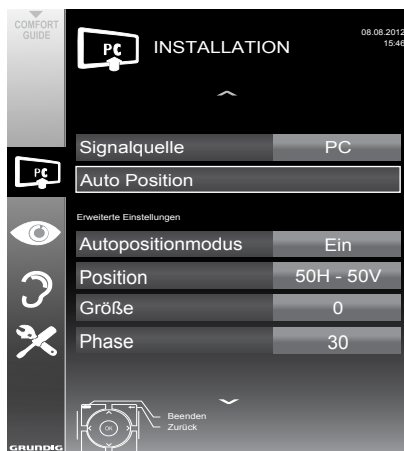 COMFORT
GUIDE
PC
INSTALLATION
08.08.2012
15:46
Signalquelle PC
PC
Auto Position
Erweiterte Einstellungen
Autopositionmodus Ein
Position 50H - 50V
Größe 0
Phase 30
Beenden
OK
Zurück
GRUNDIG